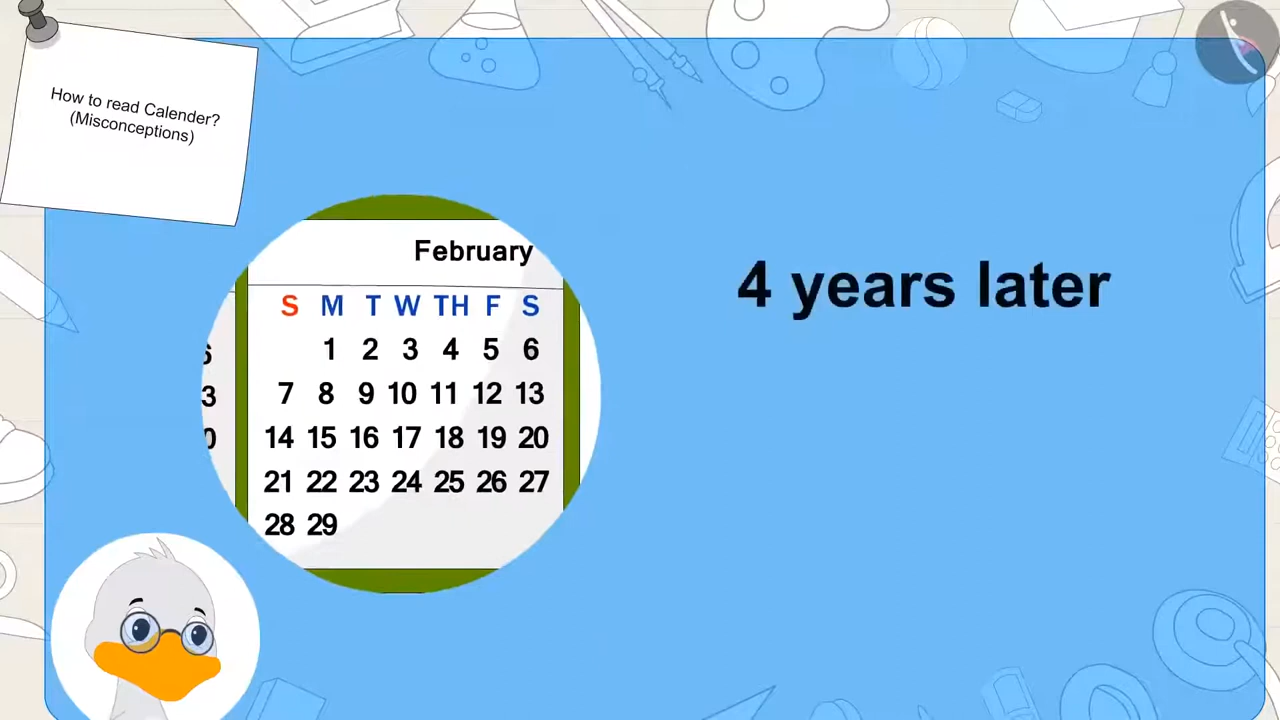 How to read Calender?
(Misconceptions)
February
S M T W TH F S
1 2 3 4 5 6
7 8 9 10 11 12 13
14 15 16 17 18 19 20
21 22 23 24 25 26 27
28 29
4 years later